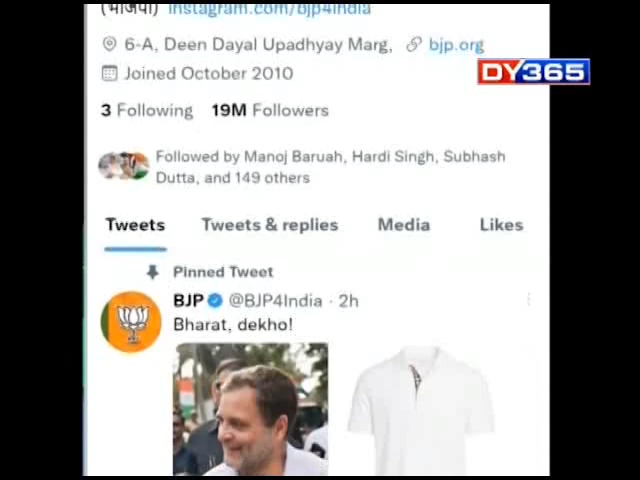 (भाजपा) instagram.com/bjp4india
6-A, Deen Dayal Upadhyay Marg, bjp.org
DY365
Joined October 2010
3 Following 19M Followers
Followed by Manoj Baruah, Hardi Singh, Subhash
Dutta, and 149 others
Tweets Tweets & replies Media Likes
Pinned Tweet
BJP @BJP4India · 2h
Bharat, dekho!